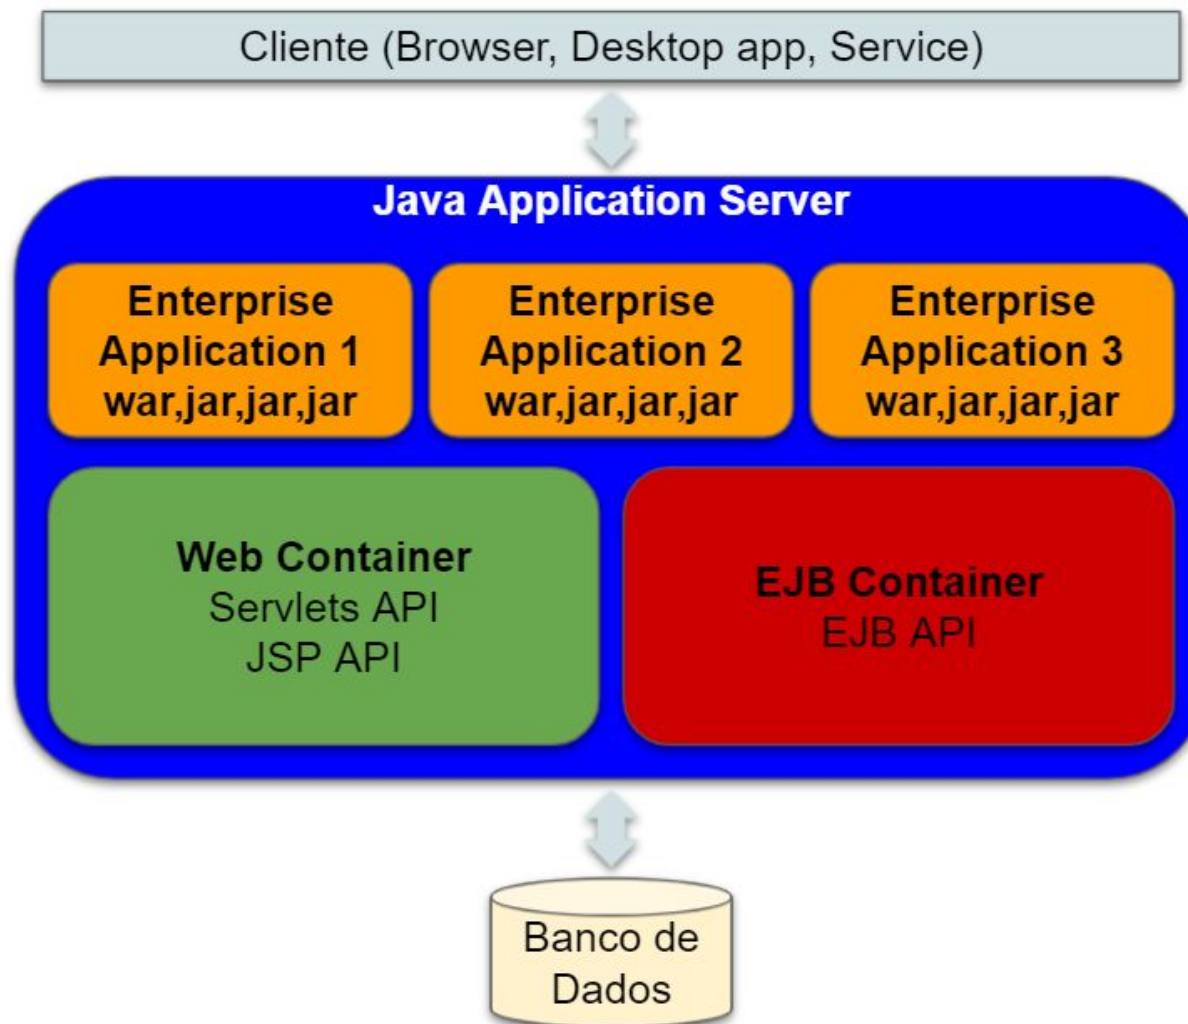 Cliente (Browser, Desktop app, Service)
Java Application Server
Enterprise
Application 1
war,jar,jar,jar
Enterprise
Application 2
war,jar,jar,jar
Enterprise
Application 3
war,jar,jar,jar
Web Container
Servlets API
JSP API
EJB Container
EJB API
Banco de
Dados